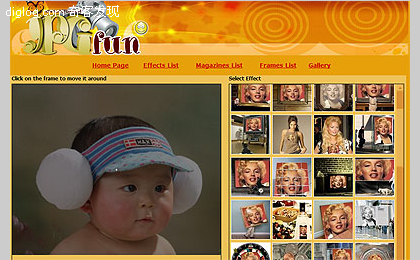 digiog.com 奇客发现
JPG fun
Home Page Effects List Magazines List Frames List Gallery
Click on the frame to move it around
Select Effect